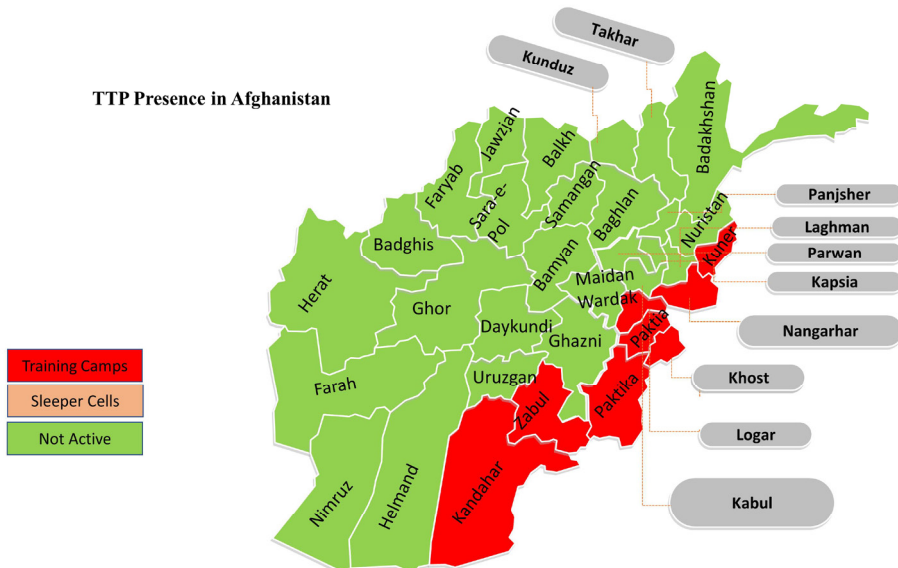 Takhar
Kunduz
TTP Presence in Afghanistan
Jawzjan
Balkh
Badakhshan
Faryab
Samangan
Sara-e-
Pol
Baghlan
Panjsher
Nuristan
Laghman
Badghis
Kuner
Parwan
Bamyan
Maidan
Wardak
Kapsia
Herat
Ghor
Daykundi
Ghazni
Paktia
Nangarhar
Training Camps
Sleeper Cells
Not Active
Farah
Uruzgan
Zabul
Paktika
Khost
Logar
Nimruz
Helmand
Kandahar
Kabul